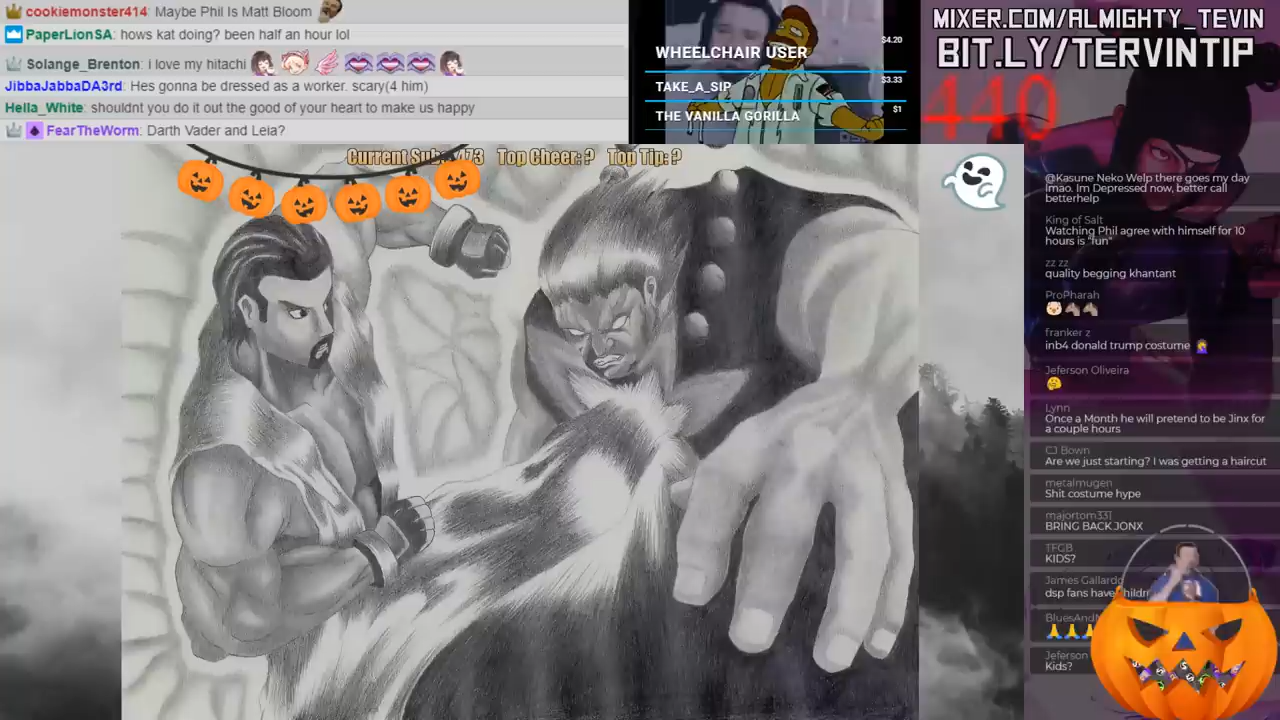 cookiemonster414: Maybe Phil Is Matt Bloom
PaperLionSA: hows kat doing? been half an hour lol
Solange_Brenton: i love my hitachi
JibbaJabbaDA3rd: Hes gonna be dressed as a worker. scary(4 him)
Hella_White: shouldnt you do it out the good of your heart to make us happy
FearTheWorm: Darth Vader and Leia?
WHEELCHAIR USER $4.20
TAKE_A_SIP $3.33
THE VANILLA GORILLA $1
MIXER.COM/ALMIGHTY_TEVIN
BIT.LY/TERVINTIP
440
Current Subs: 473 Top Cheer: ? Top Tip: ?
@Kasune Neko Welp there goes my day
lmao. Im Depressed now, better call
betterhelp
King of Salt
Watching Phil agree with himself for 10
hours is "fun"
zz zz
quality begging khantant
ProPharah
franker z
inb4 donald trump costume
Jeferson Oliveira
Lynn
Once a Month he will pretend to be Jinx for
a couple hours
CJ Bown
Are we just starting? I was getting a haircut
metalmugen
Shit costume hype
majortom331
BRING BACK JONX
TFGB
KIDS?
James Gallardo
dsp fans have
Jeferson
Kids?